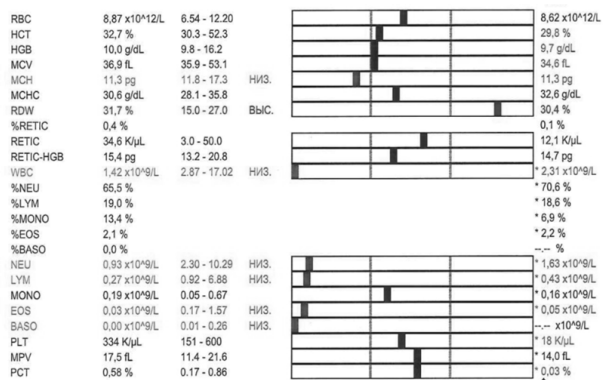 RBC 8,87 x10^12/L 6.54 - 12.20 8,62 x10^12/L
HCT 32,7 % 30.3 - 52.3 29,8 %
HGB 10,0 g/dL 9.8 - 16.2 9,7 g/dL
MCV 36,9 fL 35.9 - 53.1 34,6 fL
MCH 11,3 pg 11.8 - 17.3 НИЗ. 11,3 pg
MCHC 30,6 g/dL 28.1 - 35.8 32,6 g/dL
RDW 31,7 % 15.0 - 27.0 ВЫС. 30,4 %
%RETIC 0,4 % 0,1 %
RETIC 34,6 K/µL 3.0 - 50.0 12,1 K/µL
RETIC-HGB 15,4 pg 13.2 - 20.8 14,7 pg
WBC 1,42 x10^9/L 2.87 - 17.02 НИЗ. * 2,31 x10^9/L
%NEU 65,5 % * 70,6 %
%LYM 19,0 % * 18,6 %
%MONO 13,4 % * 6,9 %
%EOS 2,1 % * 2,2 %
%BASO 0,0 % --.-- %
NEU 0,93 x10^9/L 2.30 - 10.29 НИЗ. * 1,63 x10^9/L
LYM 0,27 x10^9/L 0.92 - 6.88 НИЗ. * 0,43 x10^9/L
MONO 0,19 x10^9/L 0.05 - 0.67 * 0,16 x10^9/L
EOS 0,03 x10^9/L 0.17 - 1.57 НИЗ. * 0,05 x10^9/L
BASO 0,00 x10^9/L 0.01 - 0.26 НИЗ. --.-- x10^9/L
PLT 334 K/µL 151 - 600 * 18 K/µL
MPV 17,5 fL 11.4 - 21.6 * 14,0 fL
PCT 0,58 % 0.17 - 0.86 * 0,03 %